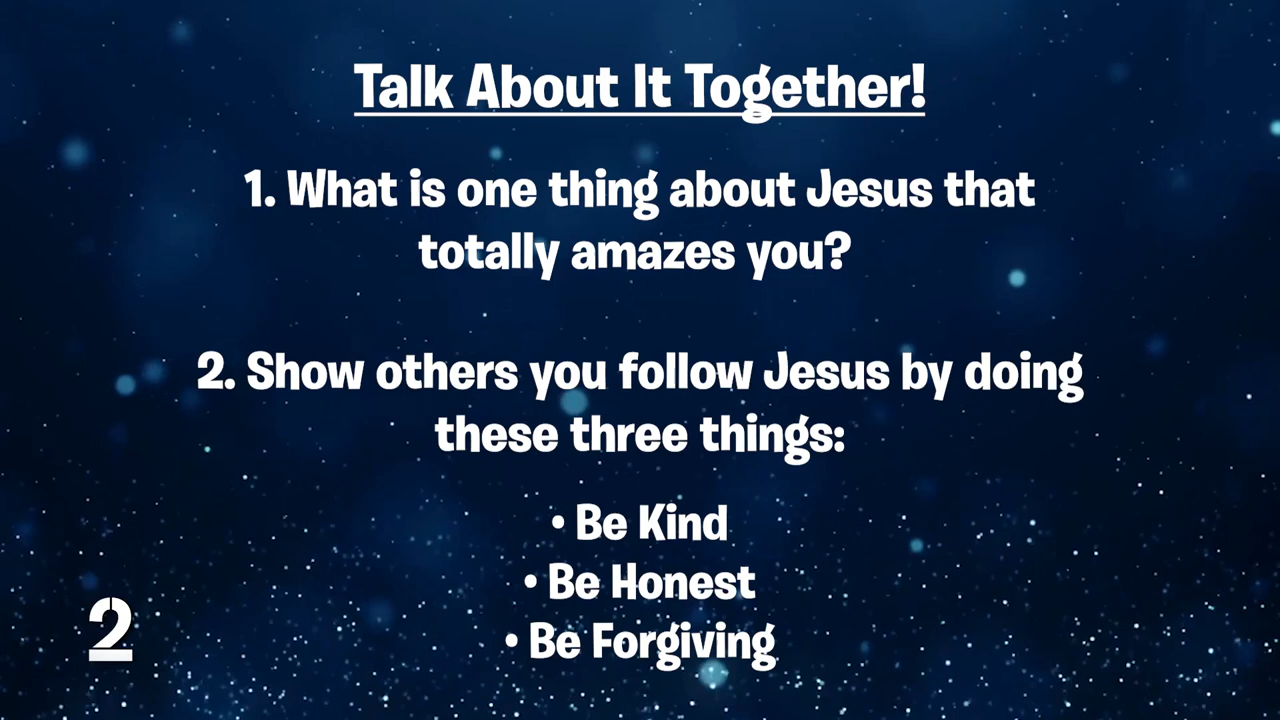 Talk About It Together!
1. What is one thing about Jesus that
totally amazes you?
2. Show others you follow Jesus by doing
these three things:
• Be Kind
• Be Honest
• Be Forgiving
2